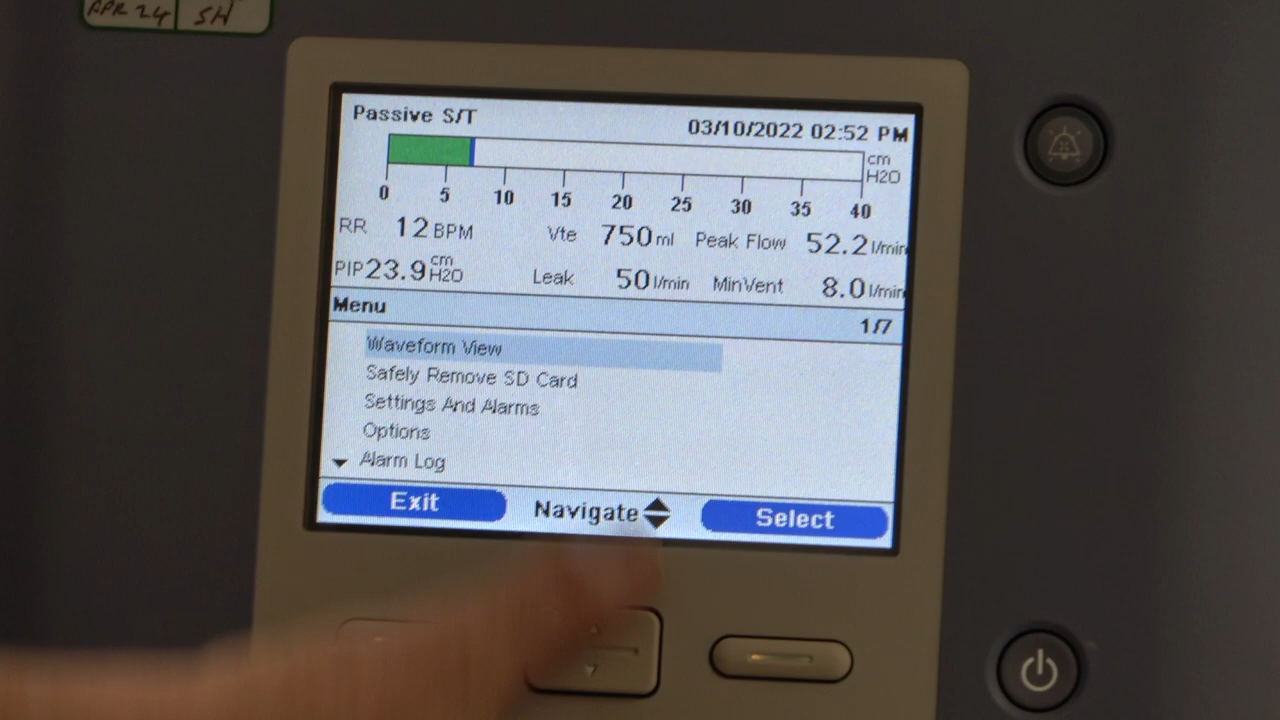 APR 24 SH
Passive S/T 03/10/2022 02:52 PM
cm
H2O
0 5 10 15 20 25 30 35 40
RR 12 BPM Vte 750 ml Peak Flow 52.2 l/min
PIP 23.9 cm H2O Leak 50 l/min MinVent 8.0 l/min
Menu 1/7
Waveform View
Safely Remove SD Card
Settings And Alarms
Options
Alarm Log
Exit Navigate Select